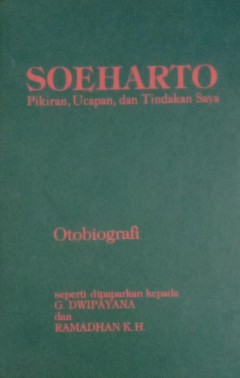 SOEHARTO
Pikiran, Ucapan, dan Tindakan Saya
Otobiografi
seperti dipaparkan kepada
G. DWIPAYANA
dan
RAMADHAN K.H.